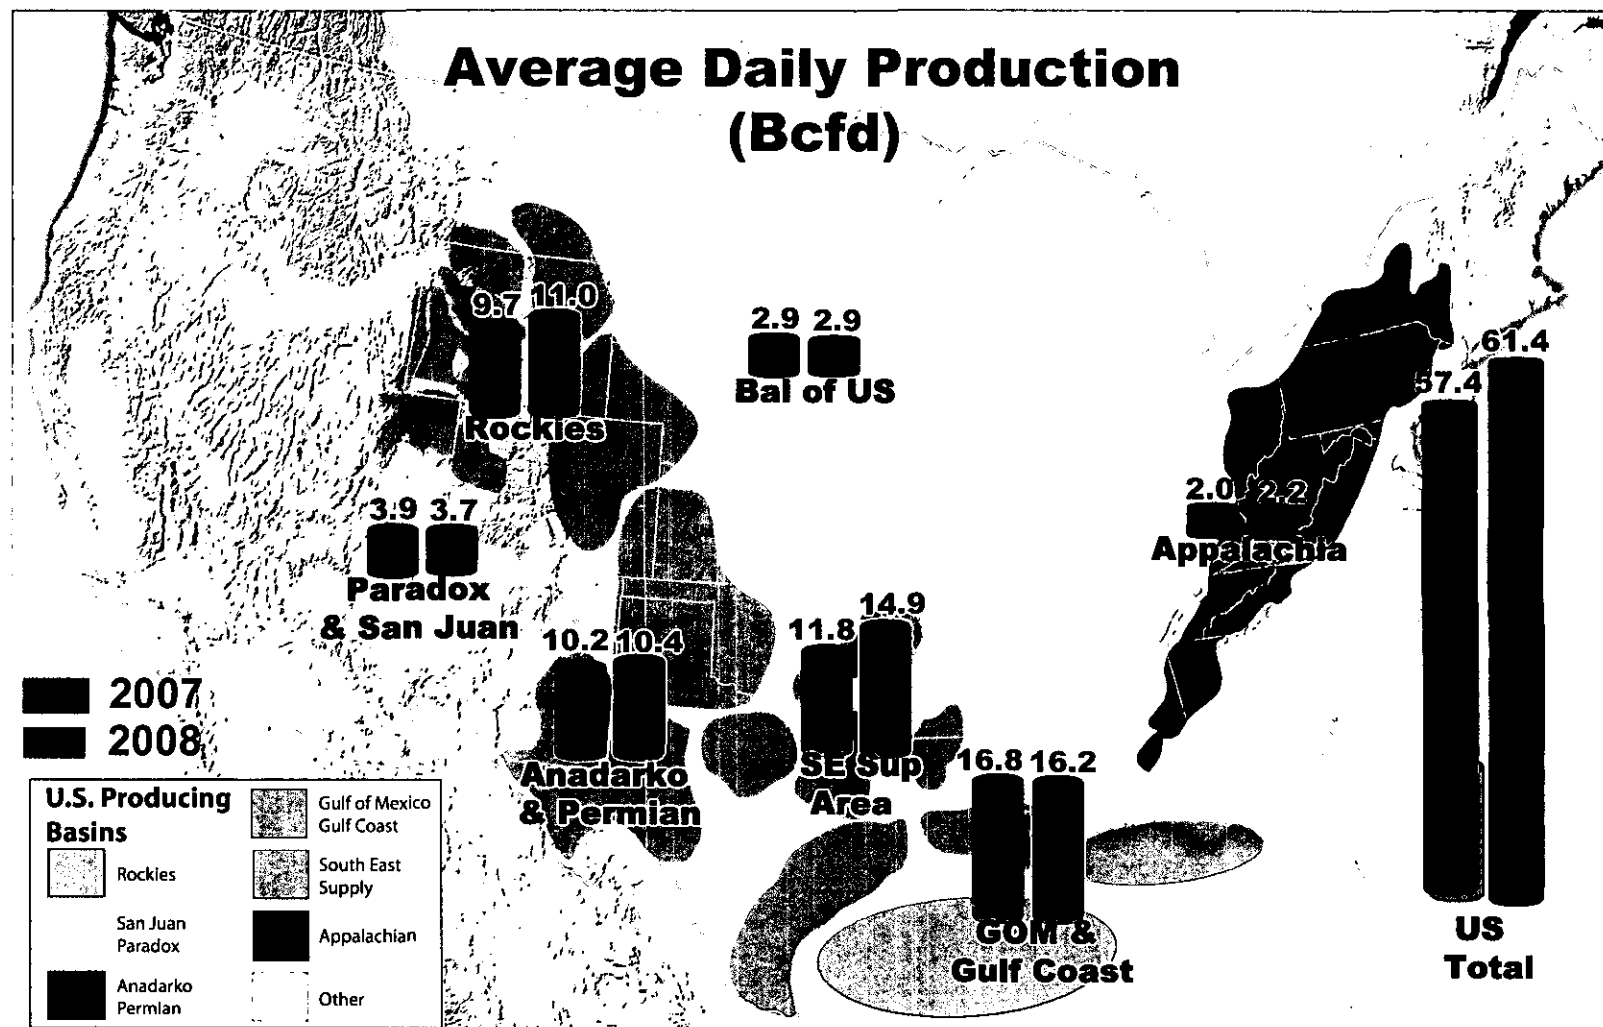 Average Daily Production
(Bcfd)
9.7 11.0
Rockies
2.9 2.9
Bal of US
61.4
57.4
US
Total
2.0 2.2
Appalachia
3.9 3.7
Paradox
& San Juan
10.2 10.4
Anadarko
& Permian
11.8 14.9
SE Sup
Area
16.8 16.2
GOM &
Gulf Coast
2007
2008
U.S. Producing
Basins
Rockies
San Juan
Paradox
Anadarko
Permian
Gulf of Mexico
Gulf Coast
South East
Supply
Appalachian
Other